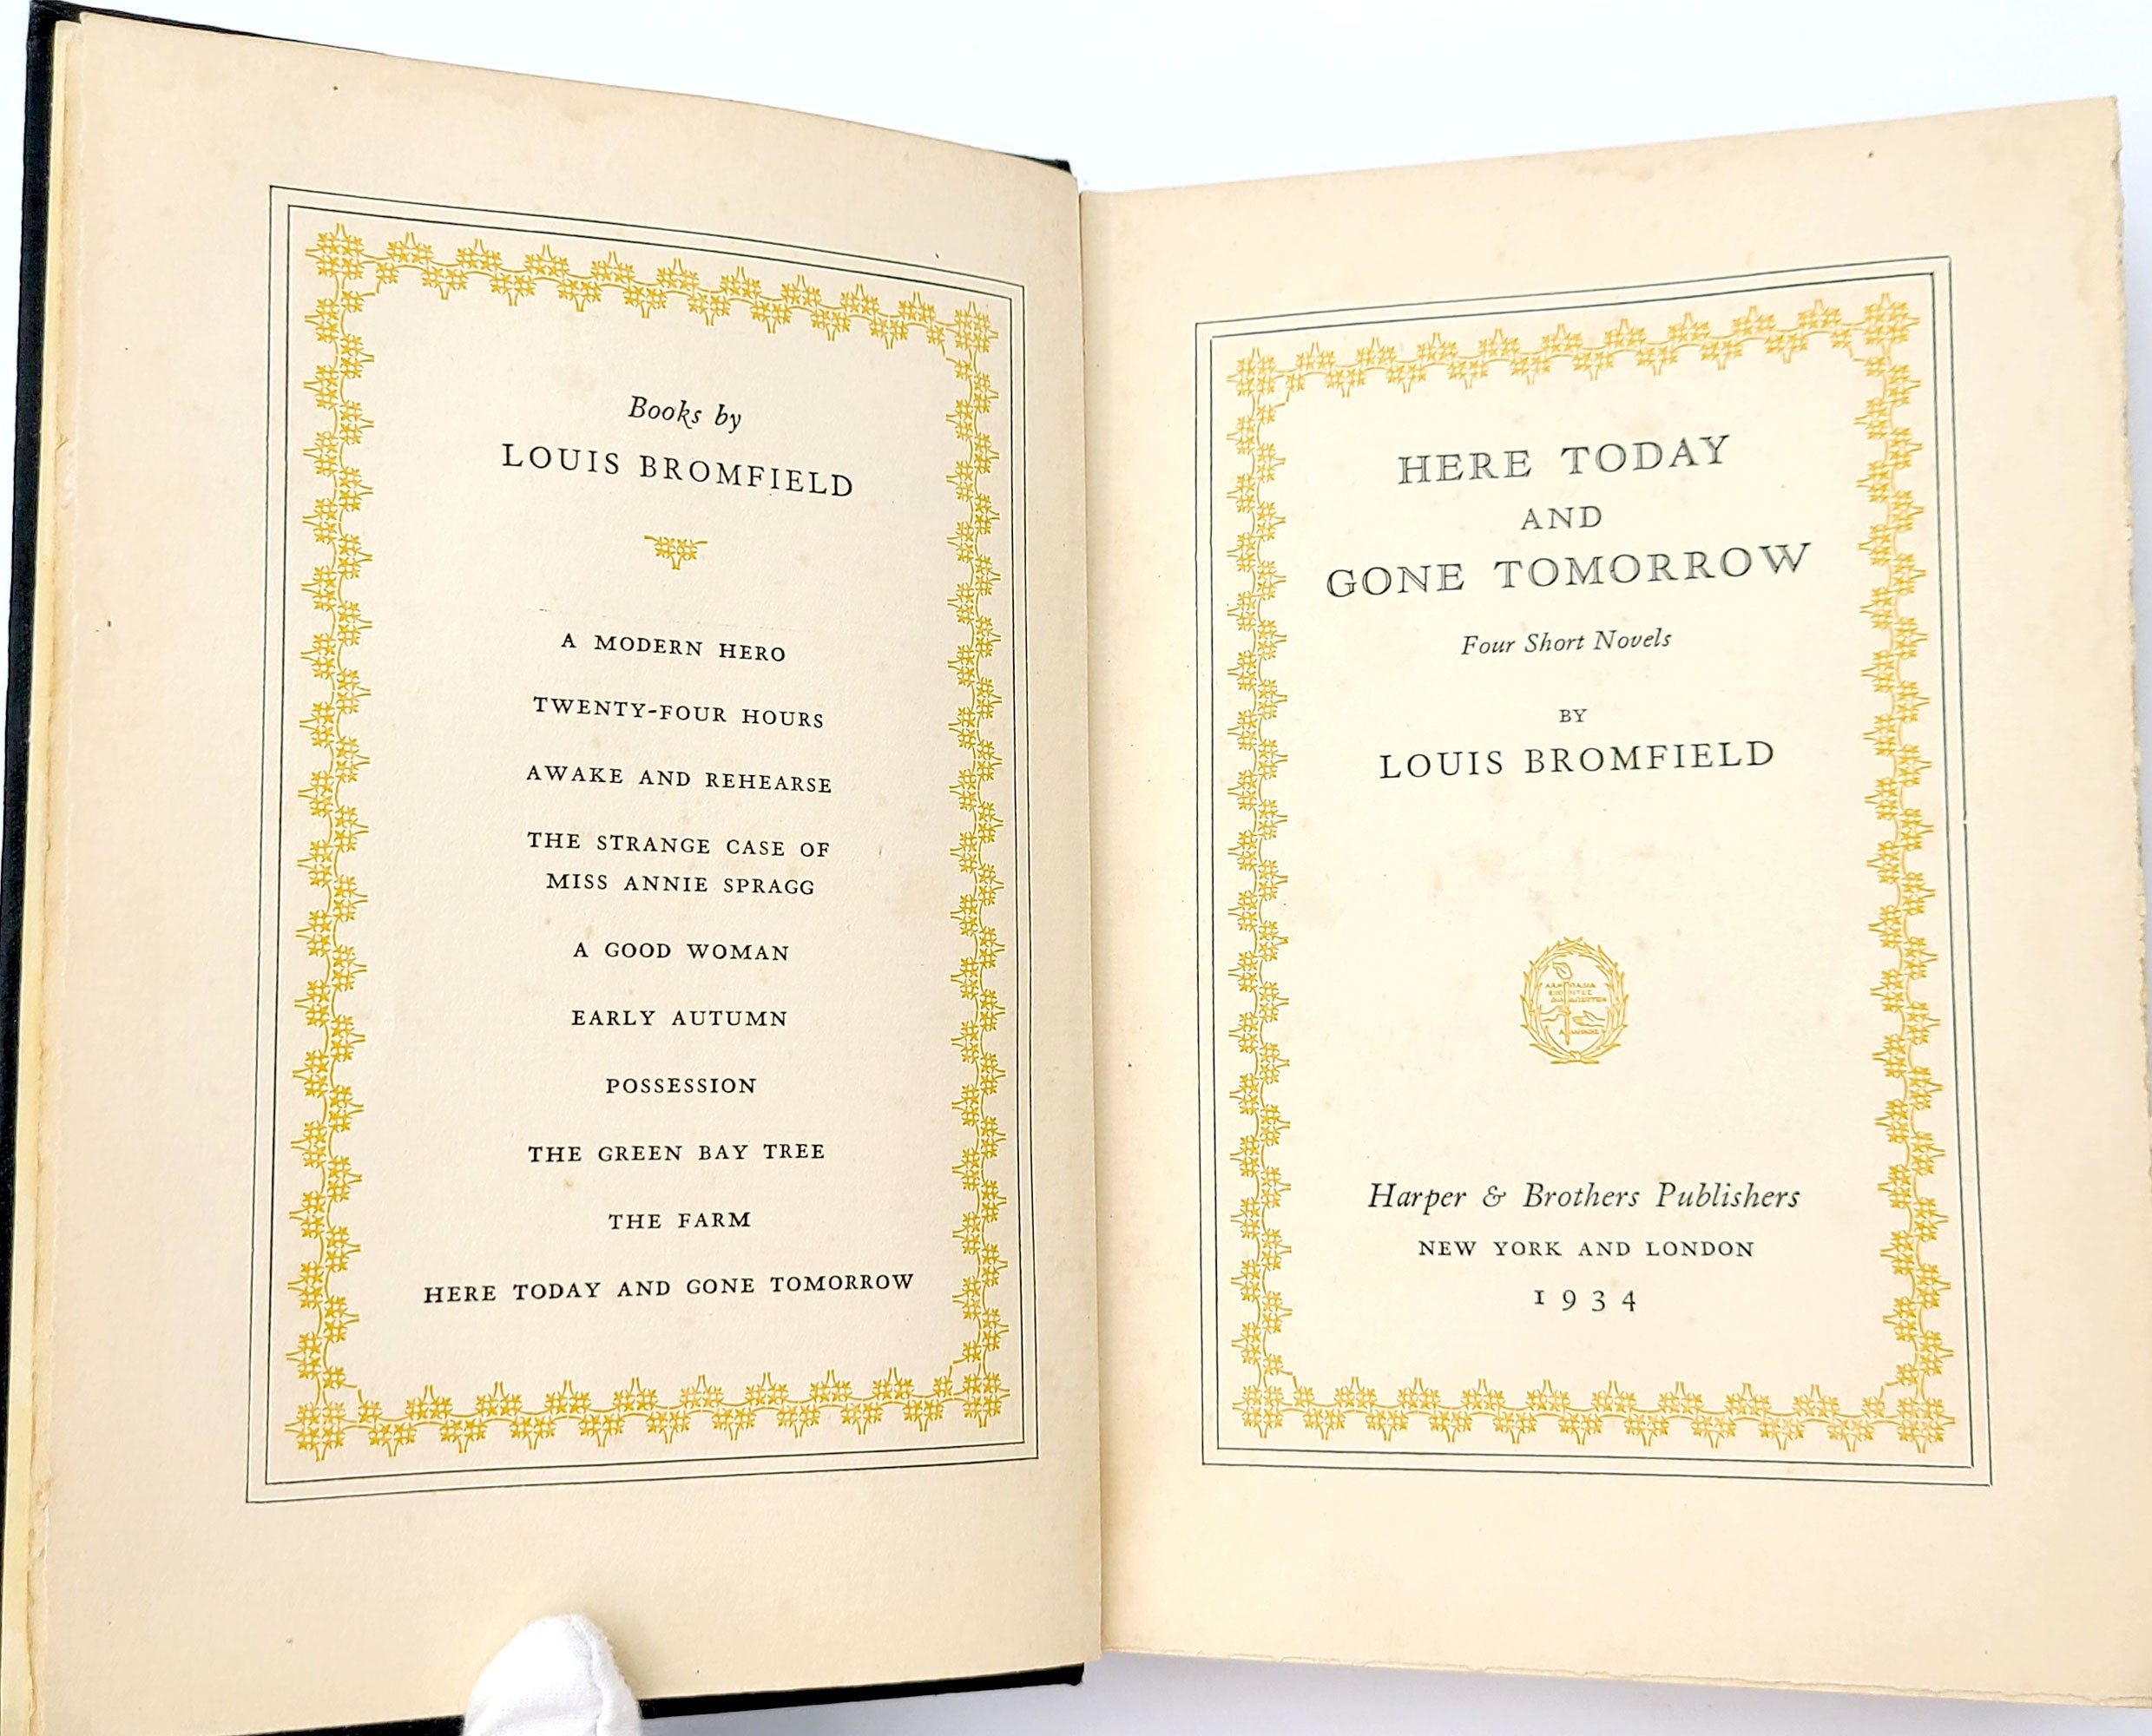 Books by
LOUIS BROMFIELD
A MODERN HERO
TWENTY-FOUR HOURS
AWAKE AND REHEARSE
THE STRANGE CASE OF
MISS ANNIE SPRAGG
A GOOD WOMAN
EARLY AUTUMN
POSSESSION
THE GREEN BAY TREE
THE FARM
HERE TODAY AND GONE TOMORROW
HERE TODAY
AND
GONE TOMORROW
Four Short Novels
BY
LOUIS BROMFIELD
Harper & Brothers Publishers
NEW YORK AND LONDON
1934